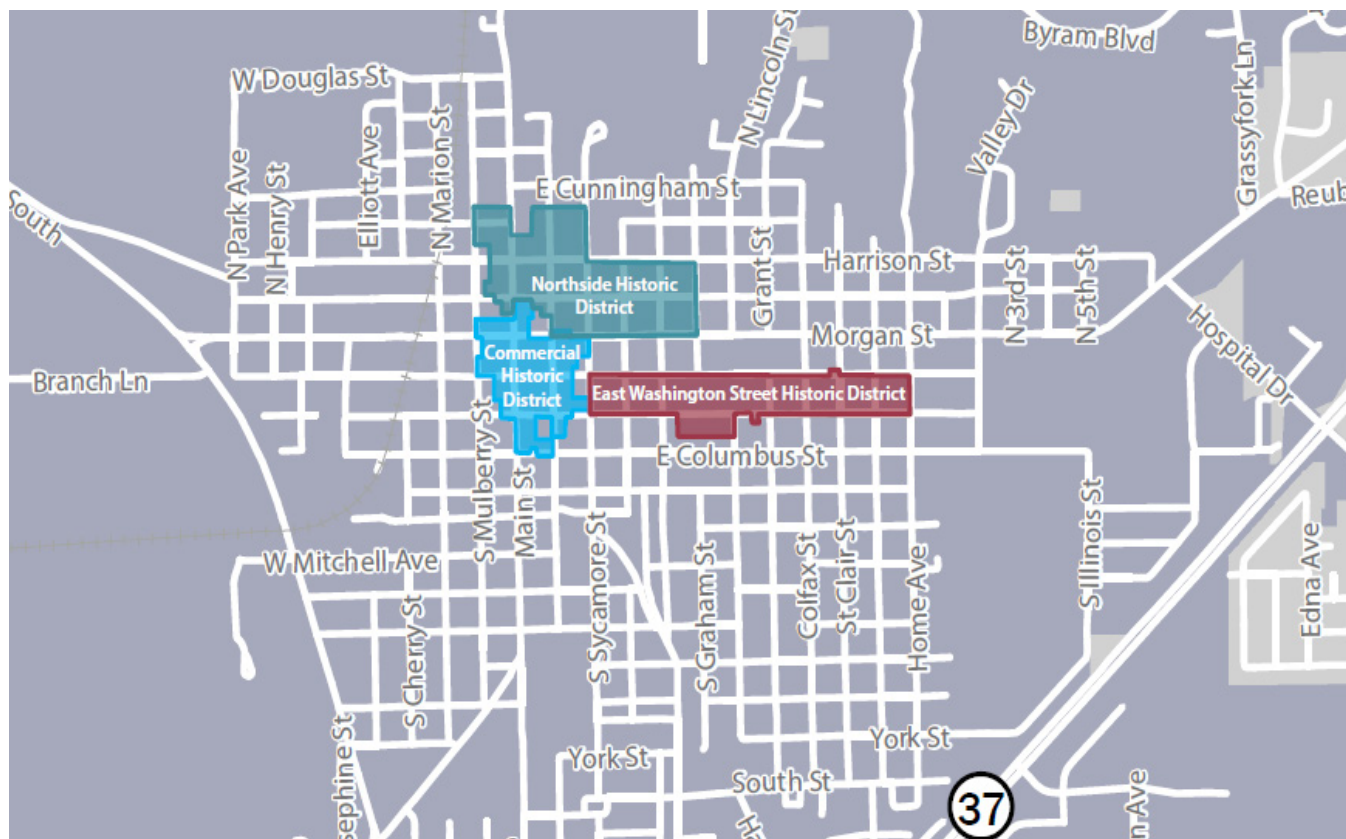 Byram Blvd
W Douglas St
N Lincoln St
Grassyfork Ln
Valley Dr
N Marion St
Elliott Ave
E Cunningham St
Reub
South
N Park Ave
N Henry St
Grant St
Harrison St
N 3rd St
N 5th St
Northside Historic
District
Morgan St
Hospital Dr
Commercial
Historic
District
Branch Ln
East Washington Street Historic District
E Columbus St
S Mulberry St
Main St
S Illinois St
W Mitchell Ave
S Sycamore St
S Graham St
Colfax St
St Clair St
Home Ave
Edna Ave
S Cherry St
York St
York St
South St
sephine St
37
n Ave